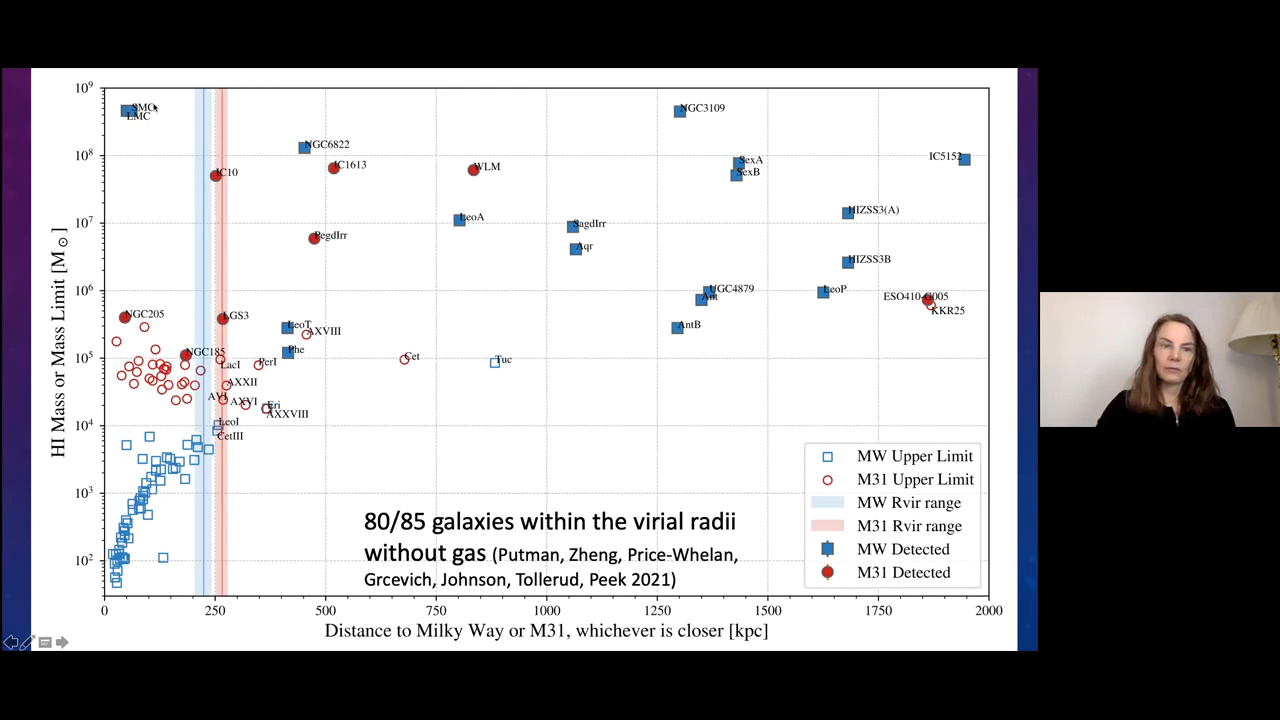 10⁹
10⁸
10⁷
10⁶
10⁵
10⁴
10³
10²
HI Mass or Mass Limit [M⊙]
SMC
LMC
NGC3109
NGC6822
IC1613
WLM
SexA
SexB
IC5152
IC10
LeoA
HIZSS3(A)
SagdIrr
PegdIrr
Aqr
HIZSS3B
UGC4879
Ant
LeoP
ESO410-G005
KKR25
NGC205
LGS3
LeoT
AXVIII
AntB
NGC185
Phe
LacI
PerI
Cet
Tuc
AXXII
AVI
AXVI
Eri
AXXVIII
LeoI
CetIII
MW Upper Limit
M31 Upper Limit
MW Rvir range
M31 Rvir range
MW Detected
M31 Detected
80/85 galaxies within the virial radii
without gas (Putman, Zheng, Price-Whelan,
Grcevich, Johnson, Tollerud, Peek 2021)
0 250 500 750 1000 1250 1500 1750 2000
Distance to Milky Way or M31, whichever is closer [kpc]